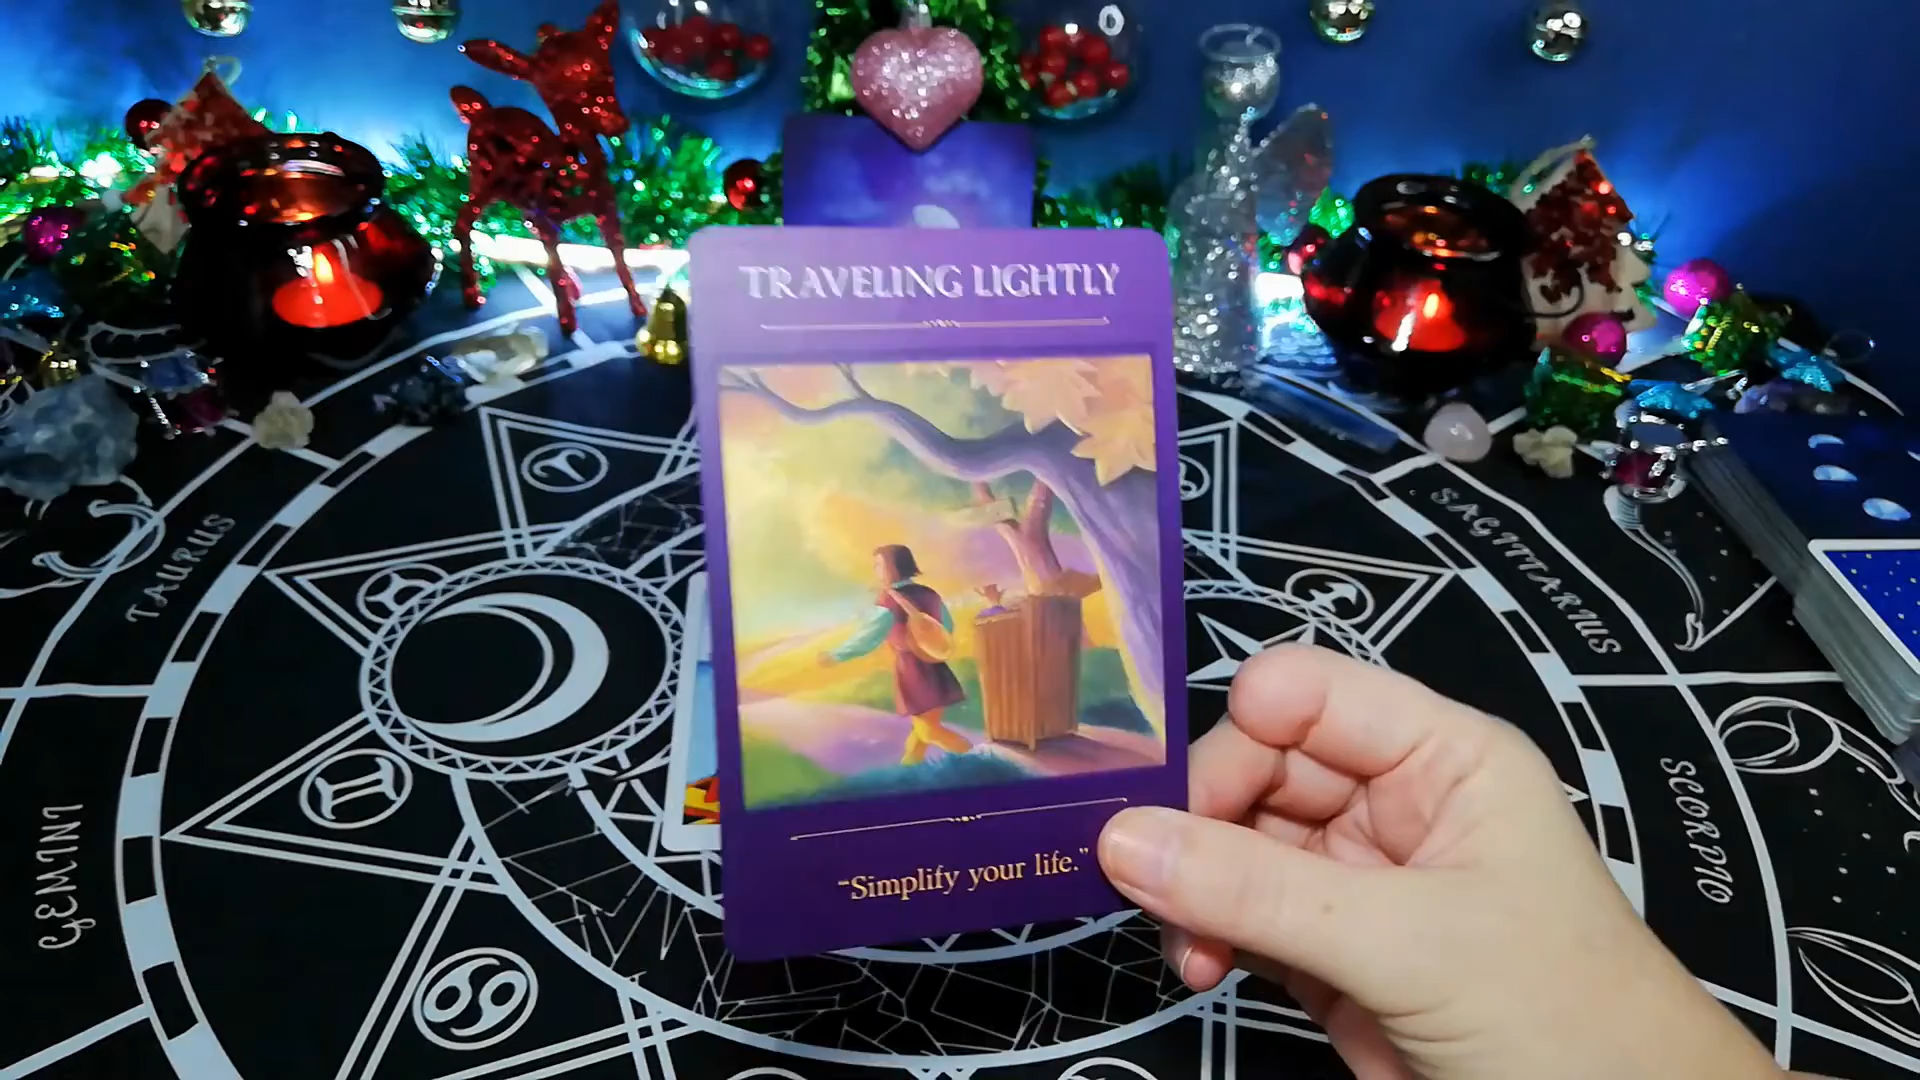 TRAVELING LIGHTLY
"Simplify your life."
TAURUS
GEMINI
SAGITTARIUS
SCORPIO